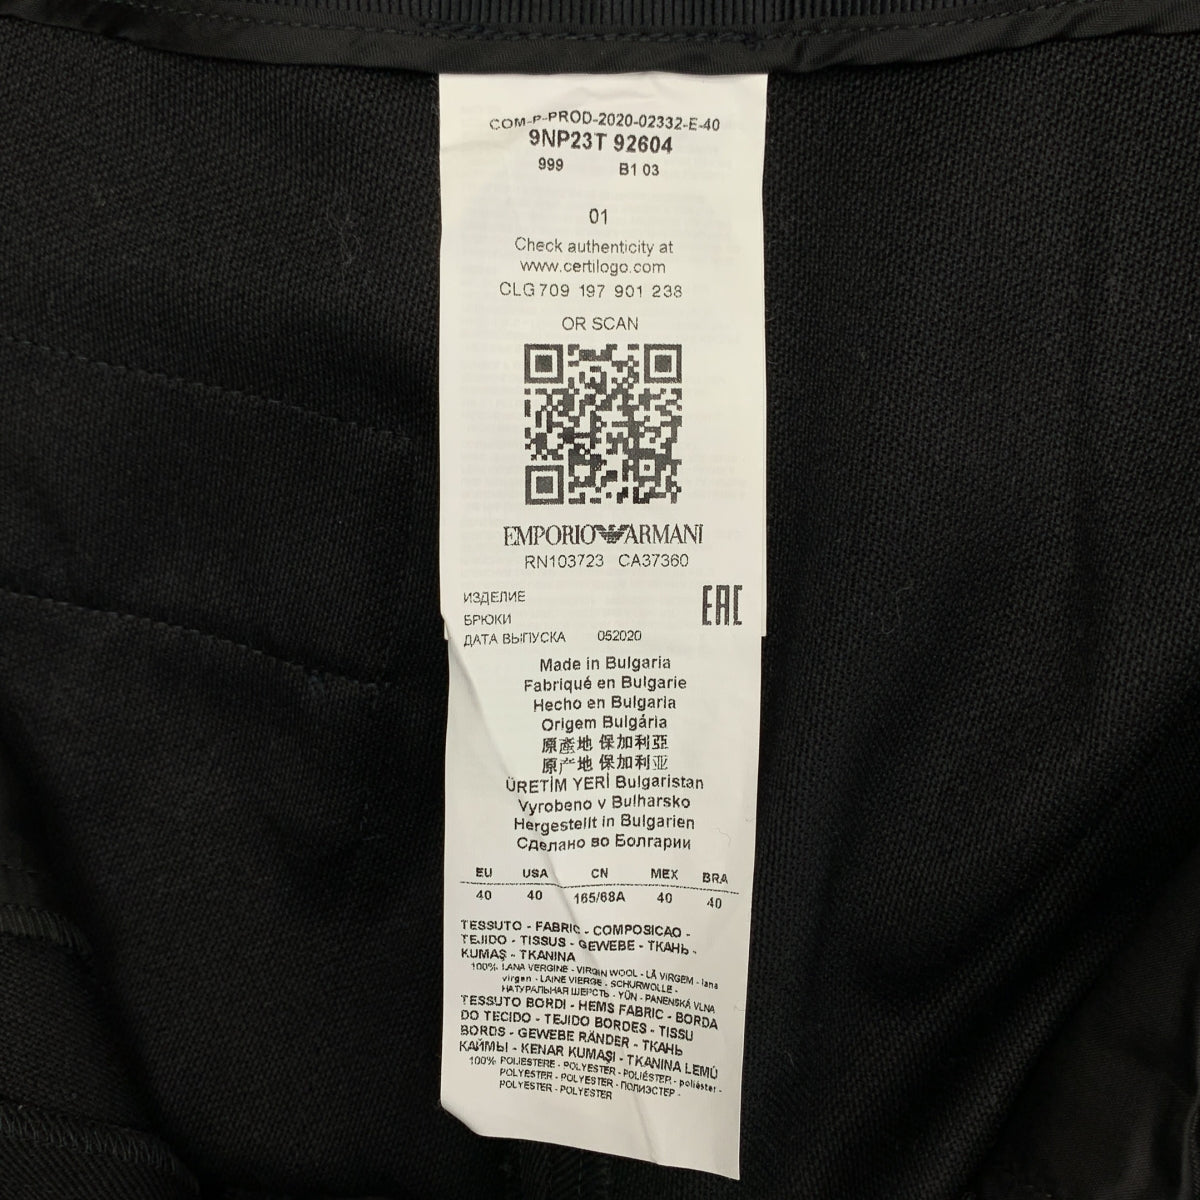 COM-P-PROD-2020-02332-E-40
9NP23T 92604
999 B1 03
01
Check authenticity at
www.certilogo.com
CLG 709 197 901 238
OR SCAN
EMPORIO ARMANI
RN103723 CA37360
ИЗДЕЛИЕ
БРЮКИ
EAC
ДАТА ВЫПУСКА 052020
Made in Bulgaria
Fabriqué en Bulgarie
Hecho en Bulgaria
Origem Bulgária
原產地 保加利亞
原产地 保加利亚
ÜRETİM YERİ Bulgaristan
Vyrobeno v Bulharsko
Hergestellt in Bulgarien
Сделано во Болгарии
EU USA CN MEX BRA
40 40 165/68A 40 40
TESSUTO - FABRIC - COMPOSICAO -
TEJIDO - TISSUS - GEWEBE - ТКАНЬ -
KUMAŞ - TKANINA
100% LANA VERGINE - VIRGIN WOOL - LÃ VIRGEM - lana
virgen - LAINE VIERGE - SCHURWOLLE -
НАТУРАЛЬНАЯ ШЕРСТЬ - YÜN - PANENSKÁ VLNA
TESSUTO BORDI - HEMS FABRIC - BORDA
DO TECIDO - TEJIDO BORDES - TISSU
BORDS - GEWEBE RÄNDER - ТКАНЬ
КАЙМЫ - KENAR KUMAŞI - TKANINA LEMŮ
100% POLIESTERE - POLYESTER - POLIÉSTER - poliéster -
POLYESTER - POLYESTER - ПОЛИЭСТЕР -
POLYESTER - POLYESTER